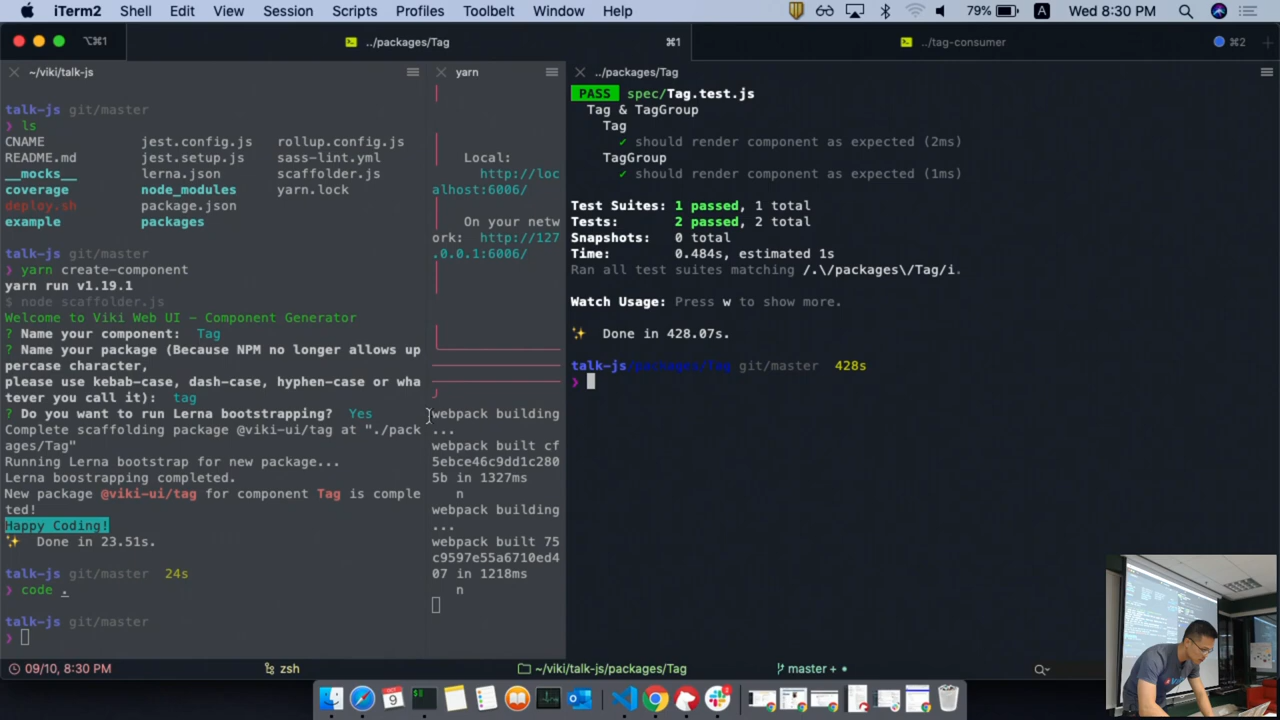 iTerm2 Shell Edit View Session Scripts Profiles Toolbelt Window Help 79% A Wed 8:30 PM
⌥⌘1 ../packages/Tag ⌘1 ../tag-consumer ⌘2
~/viki/talk-js
talk-js git/master
❯ ls
CNAME jest.config.js rollup.config.js
README.md jest.setup.js sass-lint.yml
__mocks__ lerna.json scaffolder.js
coverage node_modules yarn.lock
deploy.sh package.json
example packages
talk-js git/master
❯ yarn create-component
yarn run v1.19.1
$ node scaffolder.js
Welcome to Viki Web UI - Component Generator
? Name your component: Tag
? Name your package (Because NPM no longer allows up
percase character,
please use kebab-case, dash-case, hyphen-case or wha
tever you call it): tag
? Do you want to run Lerna bootstrapping? Yes
Complete scaffolding package @viki-ui/tag at "./pack
ages/Tag"
Running Lerna bootstrap for new package...
Lerna boostrapping completed.
New package @viki-ui/tag for component Tag is comple
ted!
Happy Coding!
✨ Done in 23.51s.
talk-js git/master 24s
❯ code .
talk-js git/master
❯
yarn
Local:
http://loc
alhost:6006/
On your netw
ork: http://127
.0.0.1:6006/
webpack building
...
webpack built cf
5ebce46c9dd1c280
5b in 1327ms
n
webpack building
...
webpack built 75
c9597e55a6710ed4
07 in 1218ms
n
../packages/Tag
PASS spec/Tag.test.js
Tag & TagGroup
Tag
✓ should render component as expected (2ms)
TagGroup
✓ should render component as expected (1ms)
Test Suites: 1 passed, 1 total
Tests: 2 passed, 2 total
Snapshots: 0 total
Time: 0.484s, estimated 1s
Ran all test suites matching /.\/packages\/Tag/i.
Watch Usage: Press w to show more.
✨ Done in 428.07s.
talk-js/packages/Tag git/master 428s
❯
09/10, 8:30 PM zsh ~/viki/talk-js/packages/Tag master + •
9